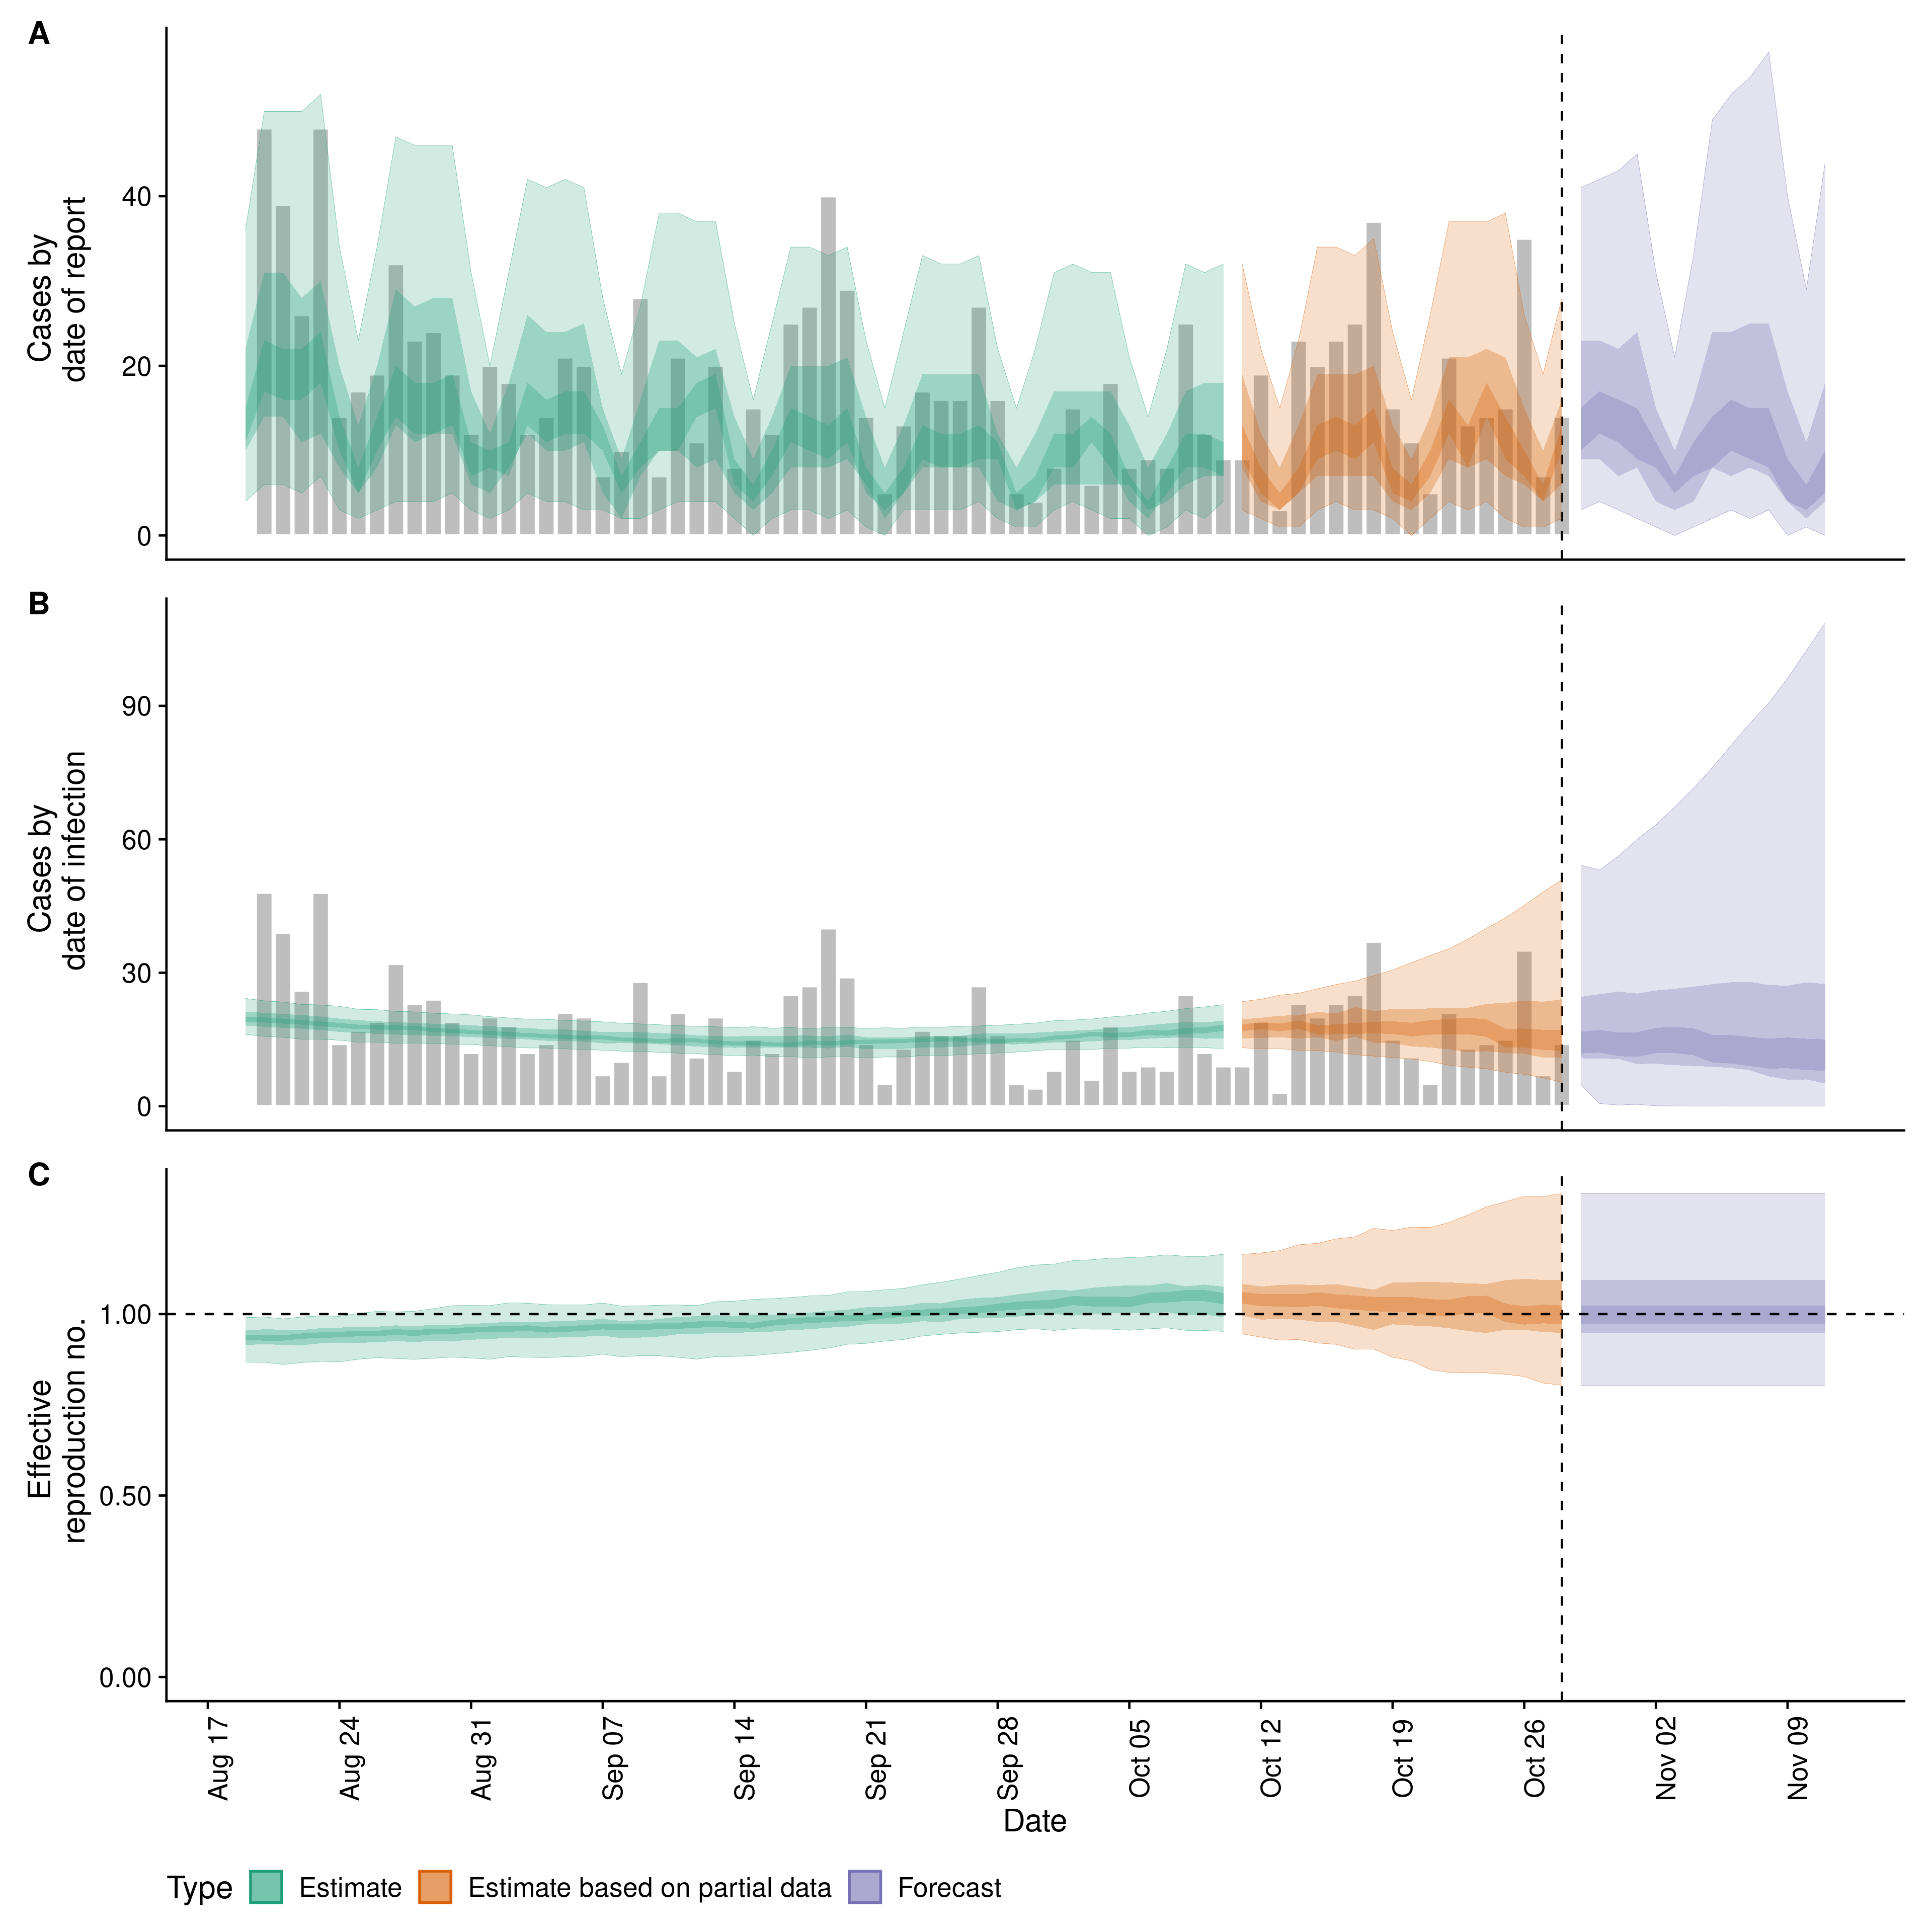 A
Cases by
date of report
40
20
0
B
Cases by
date of infection
90
60
30
0
C
Effective
reproduction no.
1.00
0.50
0.00
Aug 17
Aug 24
Aug 31
Sep 07
Sep 14
Sep 21
Sep 28
Oct 05
Oct 12
Oct 19
Oct 26
Nov 02
Nov 09
Date
Type Estimate Estimate based on partial data Forecast